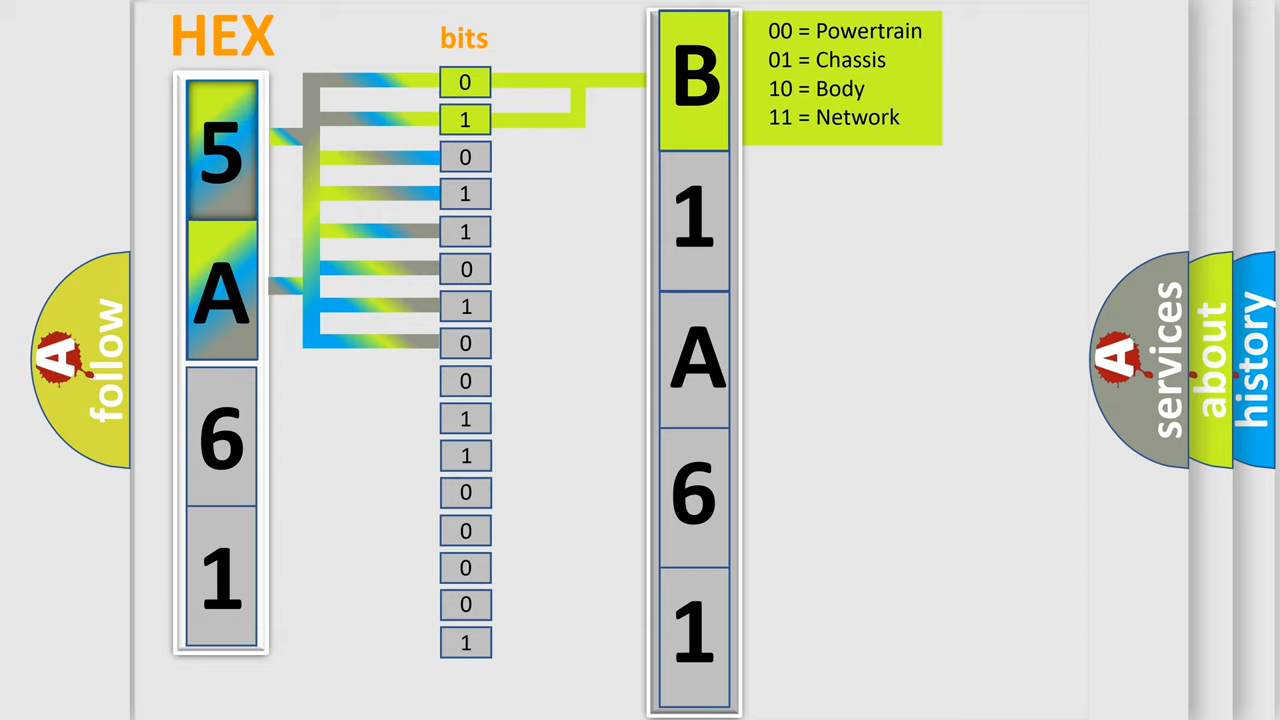 HEX
5
A
6
1
bits
0
1
0
1
1
0
1
0
0
1
1
0
0
0
0
1
B
1
A
6
1
00 = Powertrain
01 = Chassis
10 = Body
11 = Network
A
follow
A
services
about
history